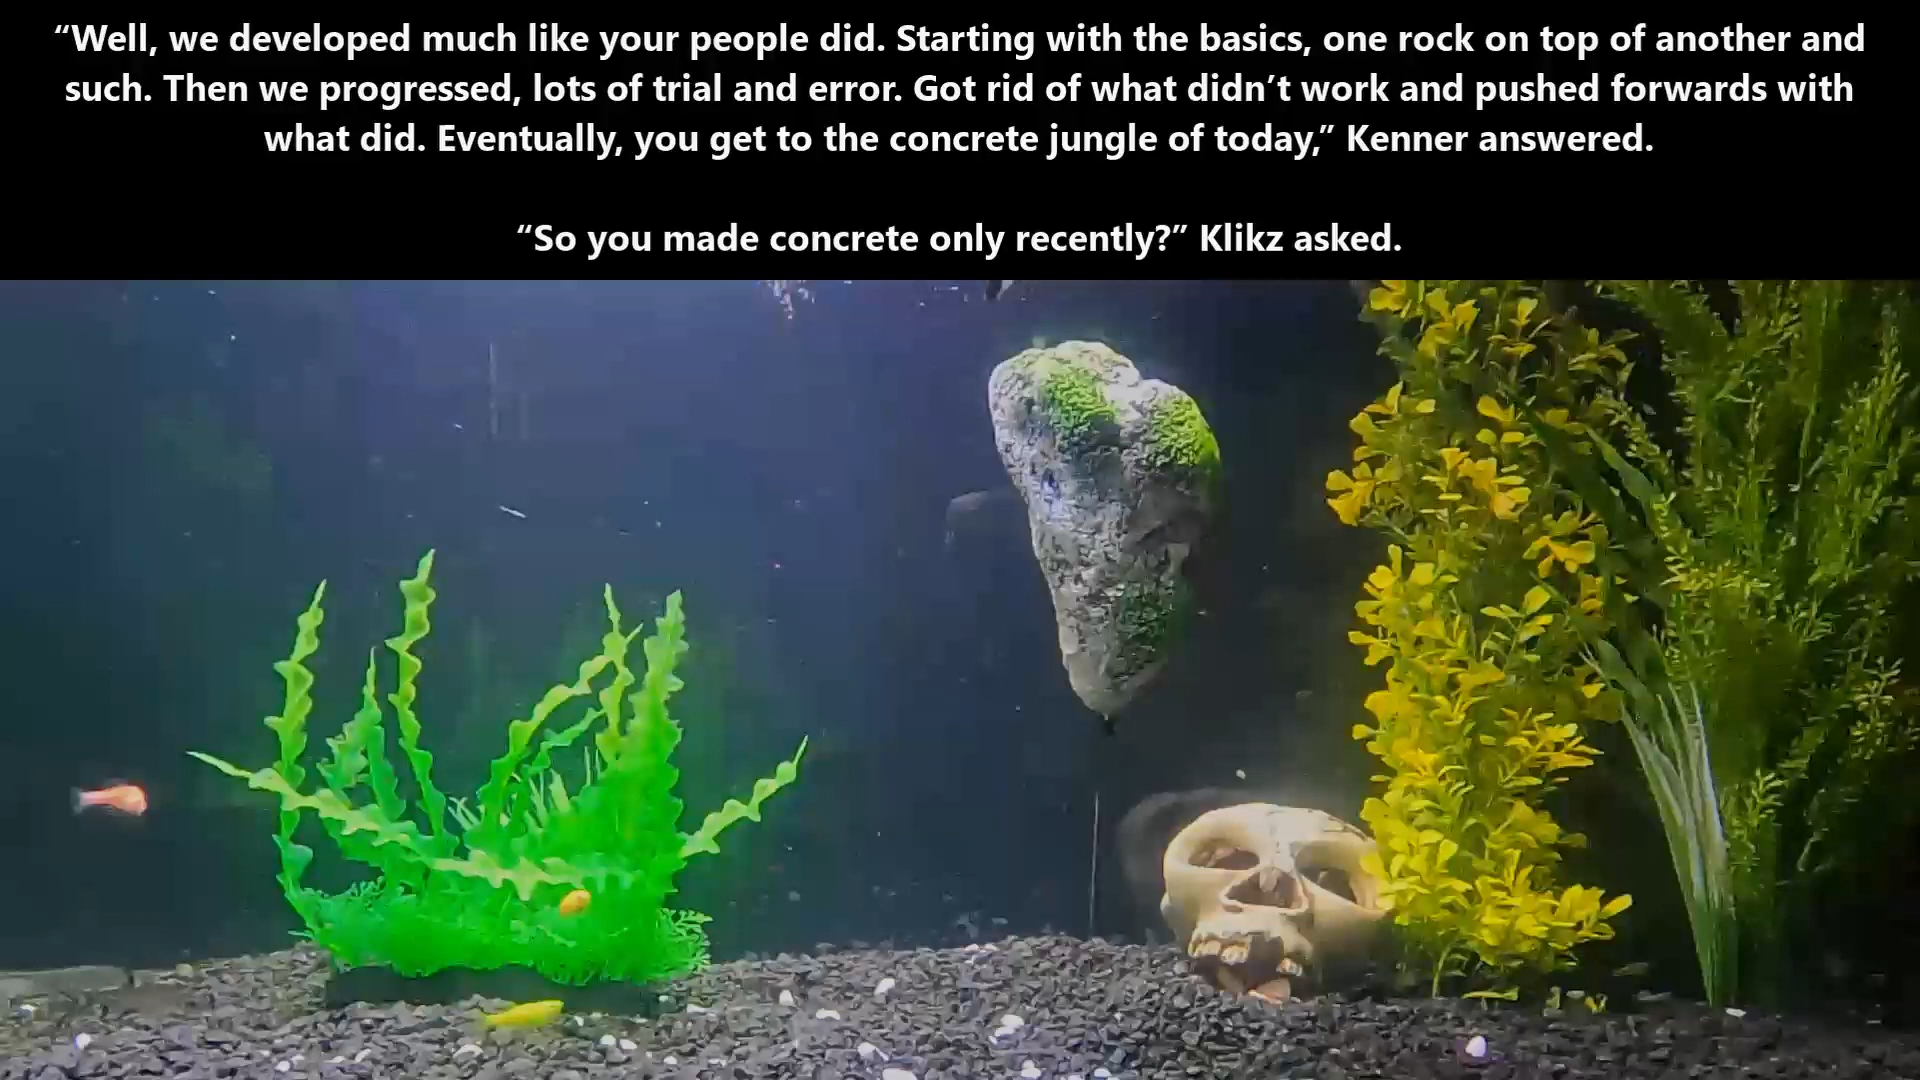 “Well, we developed much like your people did. Starting with the basics, one rock on top of another and
such. Then we progressed, lots of trial and error. Got rid of what didn’t work and pushed forwards with
what did. Eventually, you get to the concrete jungle of today,” Kenner answered.
“So you made concrete only recently?” Klikz asked.